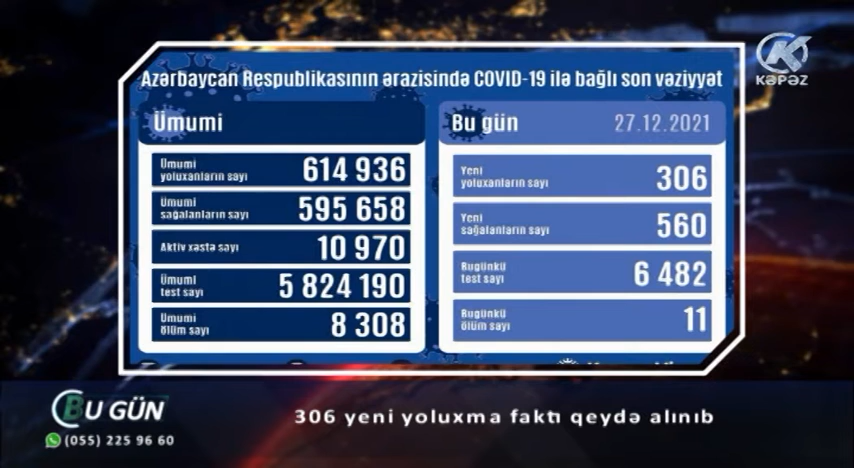 KƏPƏZ
Azərbaycan Respublikasının ərazisində COVID-19 ilə bağlı son vəziyyət
Ümumi
Ümumi
yoluxanların sayı
614 936
Ümumi
sağalanların sayı
595 658
Aktiv xəstə sayı
10 970
Ümumi
test sayı
5 824 190
Ümumi
ölüm sayı
8 308
Bu gün
27.12.2021
Yeni
yoluxanların sayı
306
Yeni
sağalanların sayı
560
Bugünkü
test sayı
6 482
Bugünkü
ölüm sayı
11
BU GÜN
(055) 225 96 60
306 yeni yoluxma faktı qeydə alınıb